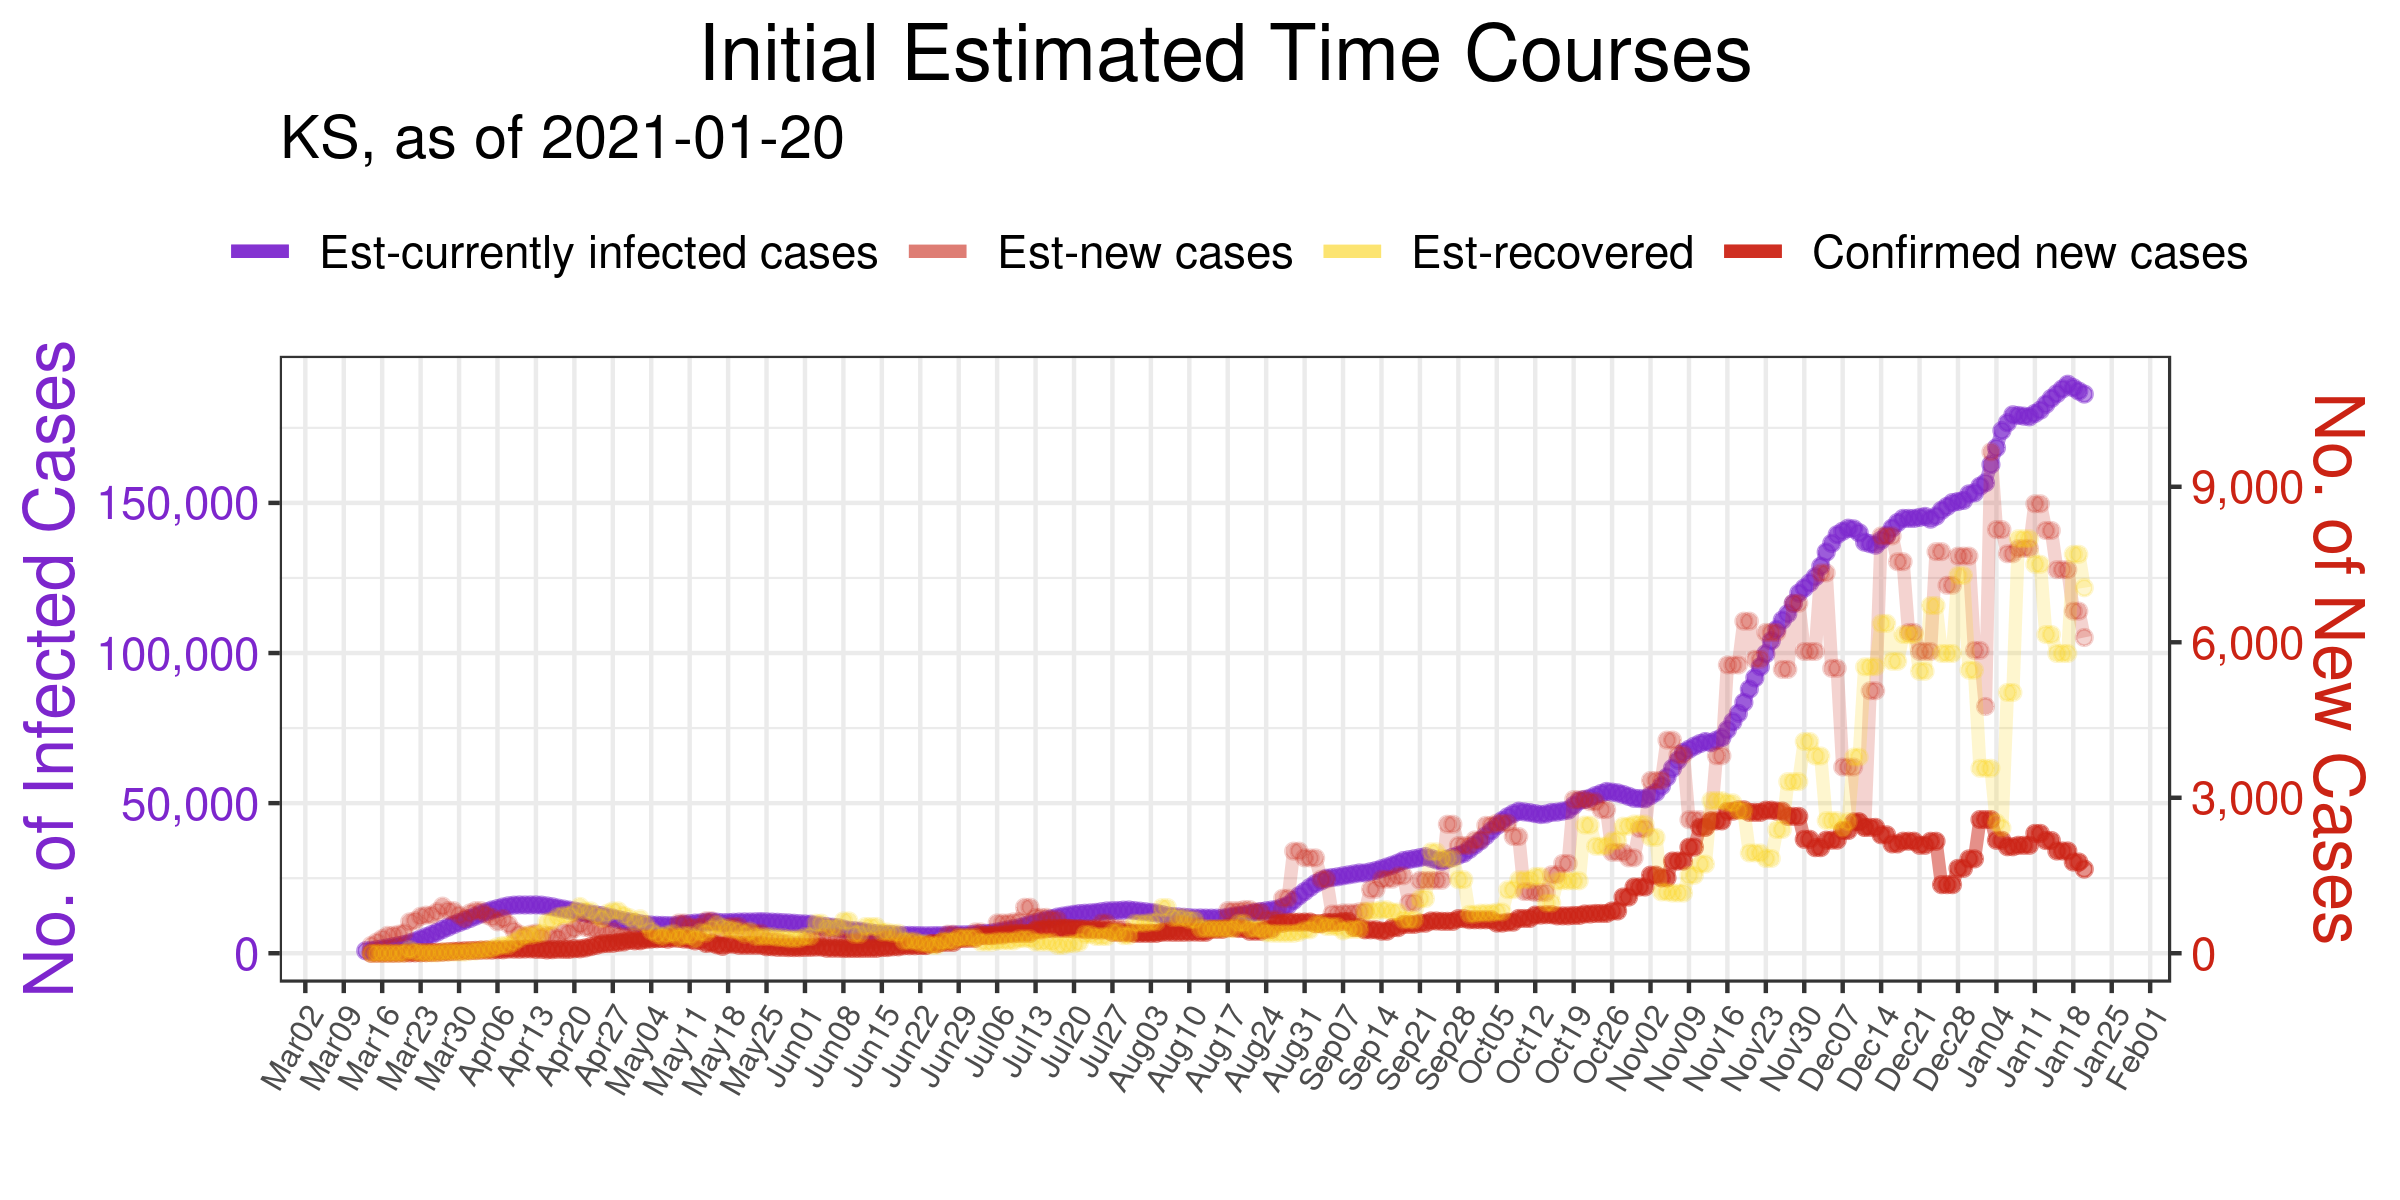 Initial Estimated Time Courses
KS, as of 2021-01-20
Est-currently infected cases Est-new cases Est-recovered Confirmed new cases
No. of Infected Cases
150,000
100,000
50,000
0
9,000
6,000
3,000
0
No. of New Cases
Mar02 Mar09 Mar16 Mar23 Mar30 Apr06 Apr13 Apr20 Apr27 May04 May11 May18 May25 Jun01 Jun08 Jun15 Jun22 Jun29 Jul06 Jul13 Jul20 Jul27 Aug03 Aug10 Aug17 Aug24 Aug31 Sep07 Sep14 Sep21 Sep28 Oct05 Oct12 Oct19 Oct26 Nov02 Nov09 Nov16 Nov23 Nov30 Dec07 Dec14 Dec21 Dec28 Jan04 Jan11 Jan18 Jan25 Feb01